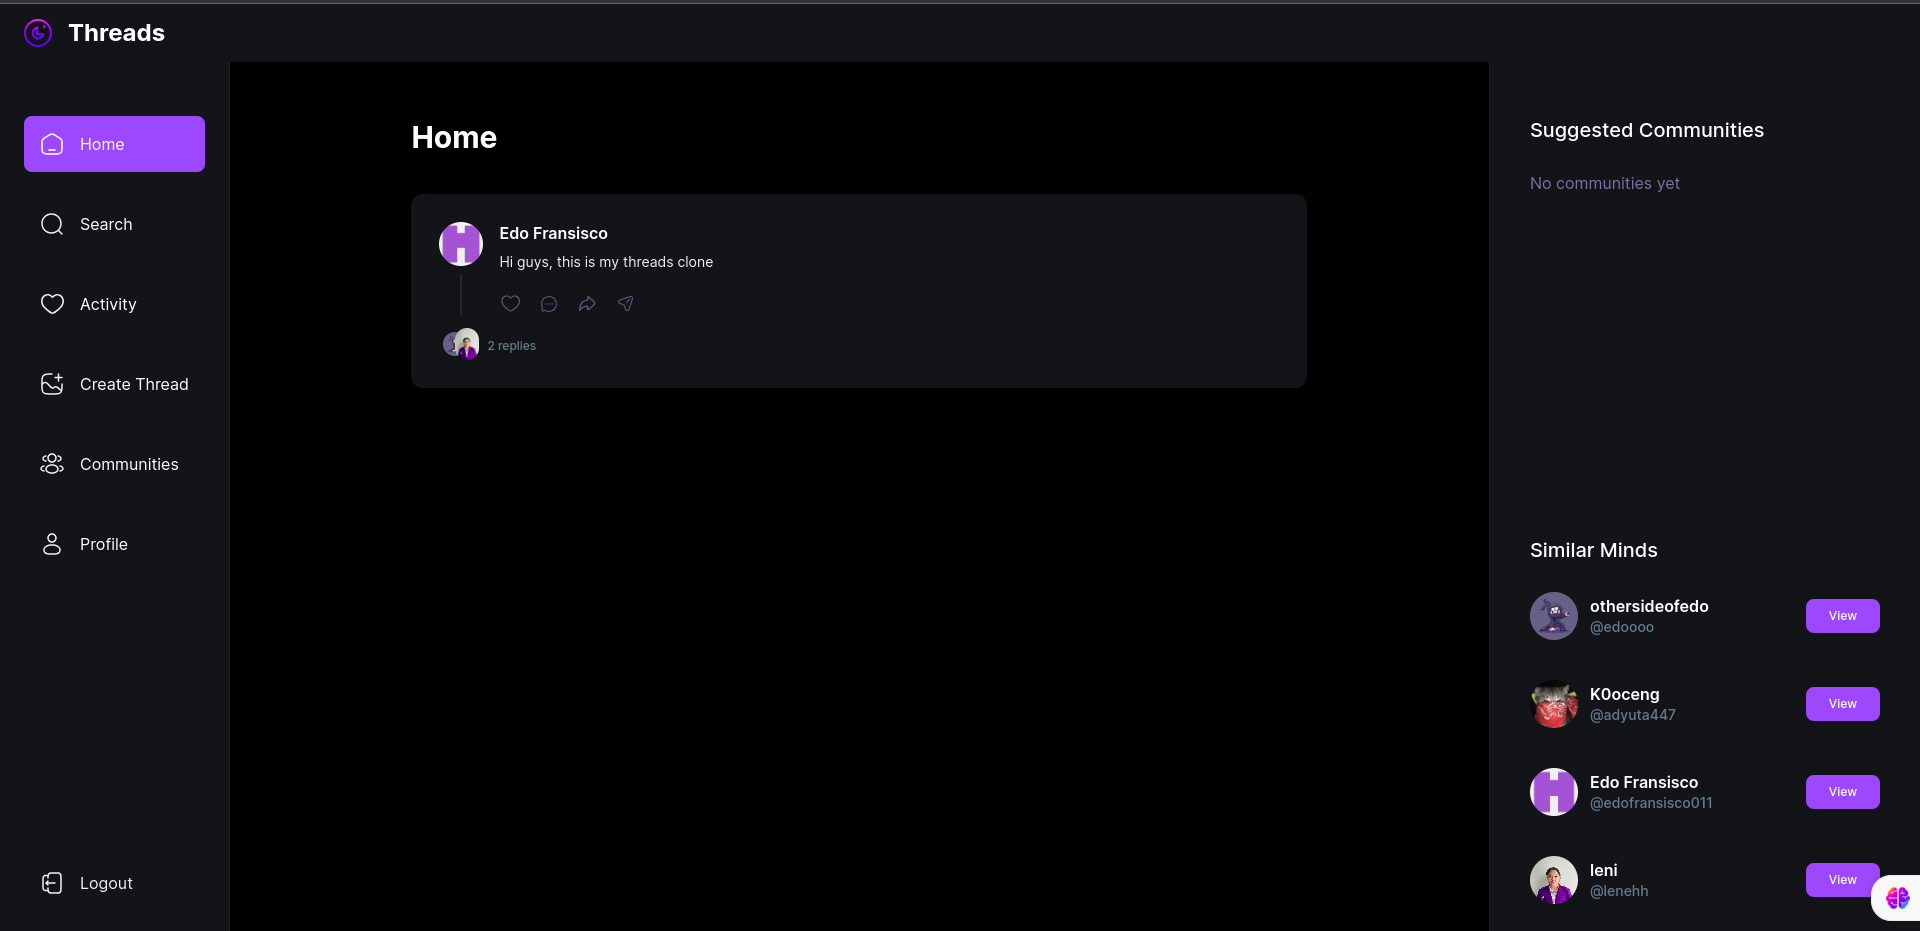 Threads
Home
Search
Activity
Create Thread
Communities
Profile
Logout
Home
Edo Fransisco
Hi guys, this is my threads clone
2 replies
Suggested Communities
No communities yet
Similar Minds
othersideofedo
@edoooo
View
K0oceng
@adyuta447
View
Edo Fransisco
@edofransisco011
View
leni
@lenehh
View